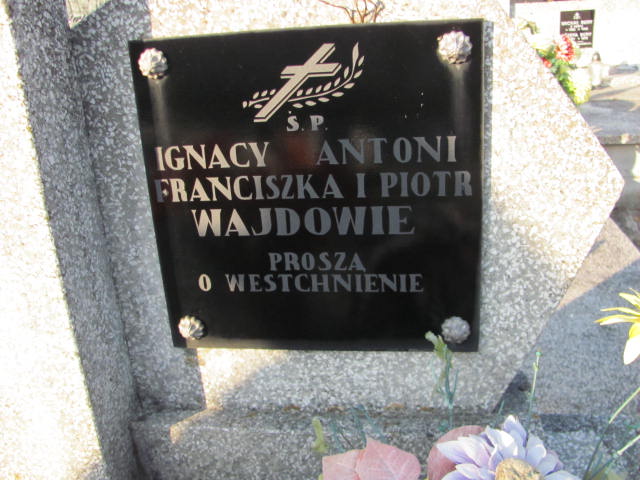 Ś. P.
IGNACY ANTONI
FRANCISZKA I PIOTR
WAJDOWIE
PROSZĄ
O WESTCHNIENIE